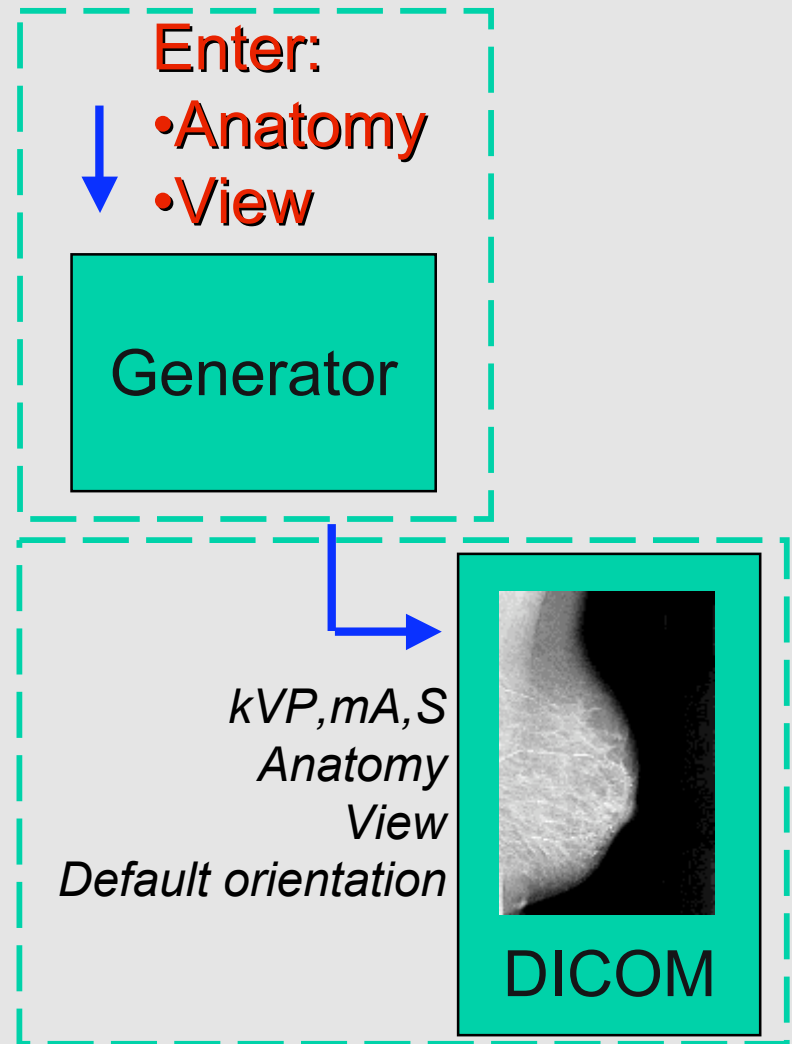 Enter:
•Anatomy
•View
Generator
kVP,mA,S
Anatomy
View
Default orientation
DICOM